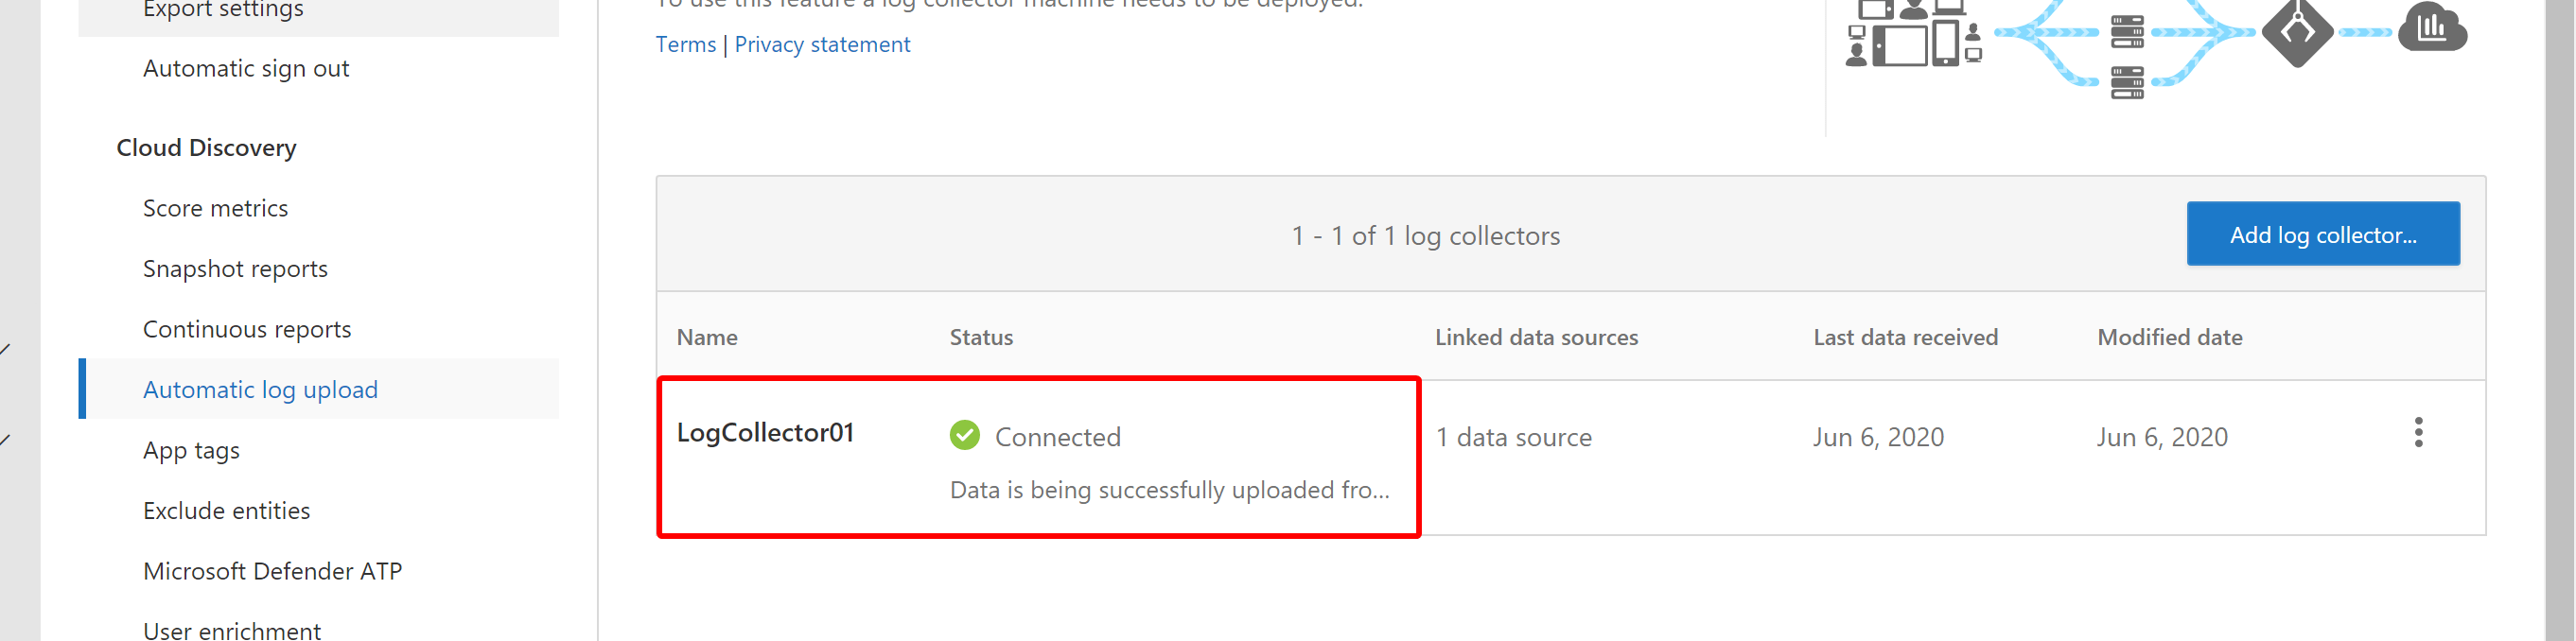 Export settings
Automatic sign out
Cloud Discovery
Score metrics
Snapshot reports
Continuous reports
Automatic log upload
App tags
Exclude entities
Microsoft Defender ATP
User enrichment
To use this feature a log collector machine needs to be deployed.
Terms | Privacy statement
1 - 1 of 1 log collectors
Add log collector...
Name Status Linked data sources Last data received Modified date
LogCollector01 Connected 1 data source Jun 6, 2020 Jun 6, 2020
Data is being successfully uploaded fro...